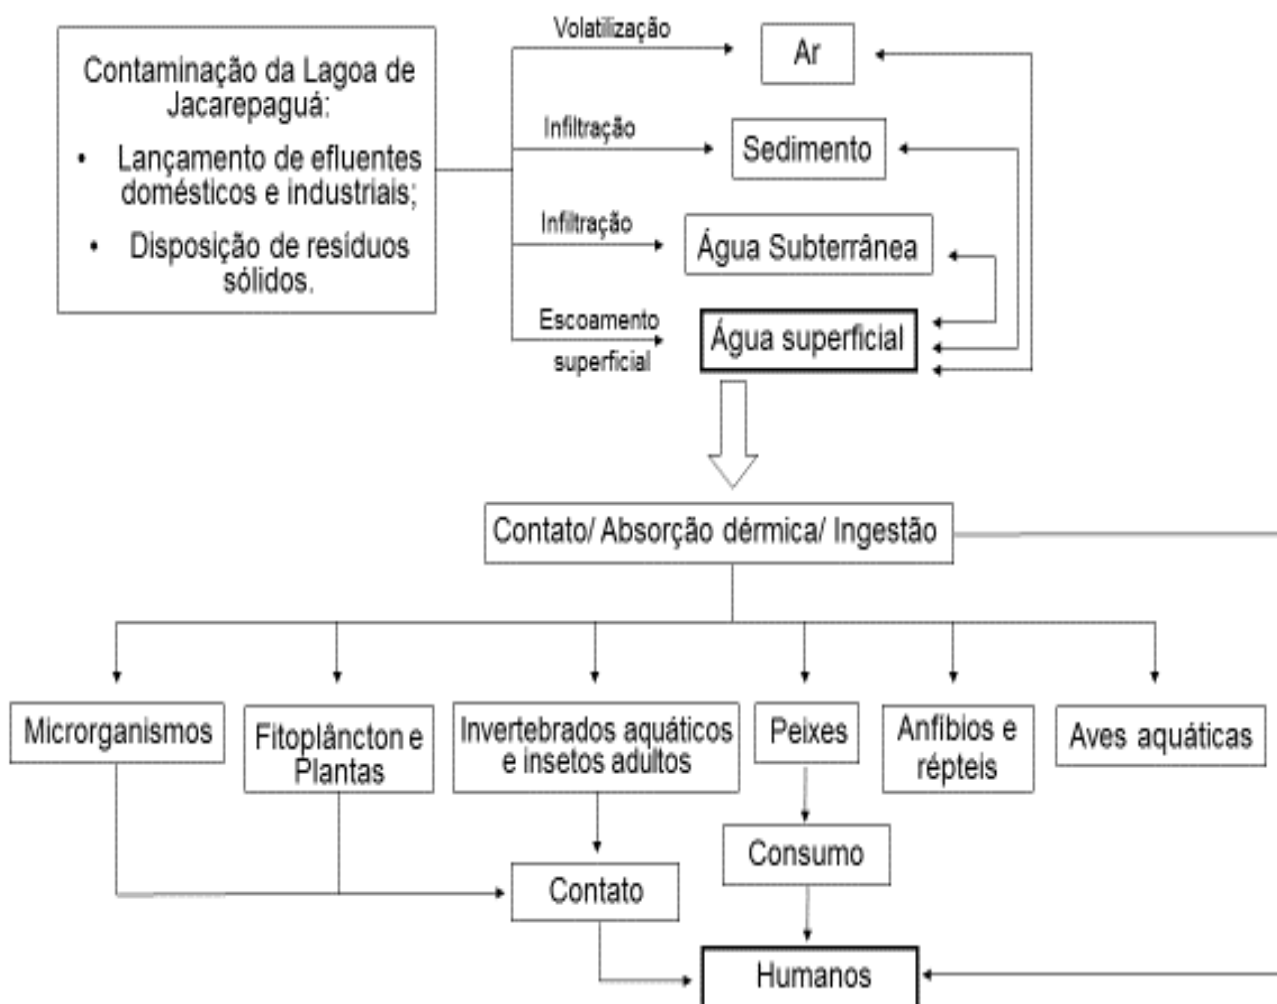 Contaminação da Lagoa de
Jacarepaguá:
• Lançamento de efluentes
domésticos e industriais;
• Disposição de resíduos
sólidos.
Volatilização
Ar
Infiltração
Sedimento
Infiltração
Água Subterrânea
Escoamento
superficial
Água superficial
Contato/ Absorção dérmica/ Ingestão
Microrganismos
Fitoplâncton e
Plantas
Invertebrados aquáticos
e insetos adultos
Peixes
Anfíbios e
répteis
Aves aquáticas
Consumo
Contato
Humanos